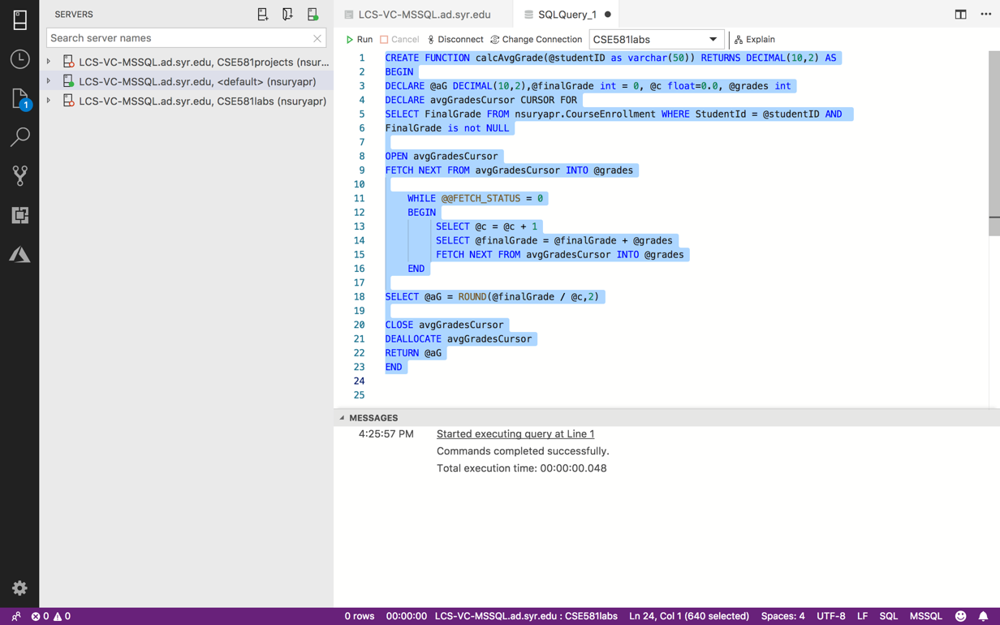 SERVERS
Search server names
LCS-VC-MSSQL.ad.syr.edu, CSE581projects (nsur...
LCS-VC-MSSQL.ad.syr.edu, <default> (nsuryapr)
LCS-VC-MSSQL.ad.syr.edu, CSE581labs (nsuryapr)
1
LCS-VC-MSSQL.ad.syr.edu
SQLQuery_1
Run Cancel Disconnect Change Connection CSE581labs Explain
1 CREATE FUNCTION calcAvgGrade(@studentID as varchar(50)) RETURNS DECIMAL(10,2) AS
2 BEGIN
3 DECLARE @aG DECIMAL(10,2),@finalGrade int = 0, @c float=0.0, @grades int
4 DECLARE avgGradesCursor CURSOR FOR
5 SELECT FinalGrade FROM nsuryapr.CourseEnrollment WHERE StudentId = @studentID AND
6 FinalGrade is not NULL
7
8 OPEN avgGradesCursor
9 FETCH NEXT FROM avgGradesCursor INTO @grades
10
11 WHILE @@FETCH_STATUS = 0
12 BEGIN
13 SELECT @c = @c + 1
14 SELECT @finalGrade = @finalGrade + @grades
15 FETCH NEXT FROM avgGradesCursor INTO @grades
16 END
17
18 SELECT @aG = ROUND(@finalGrade / @c,2)
19
20 CLOSE avgGradesCursor
21 DEALLOCATE avgGradesCursor
22 RETURN @aG
23 END
24
25
MESSAGES
4:25:57 PM Started executing query at Line 1
Commands completed successfully.
Total execution time: 00:00:00.048
0 0 0 rows 00:00:00 LCS-VC-MSSQL.ad.syr.edu : CSE581labs Ln 24, Col 1 (640 selected) Spaces: 4 UTF-8 LF SQL MSSQL